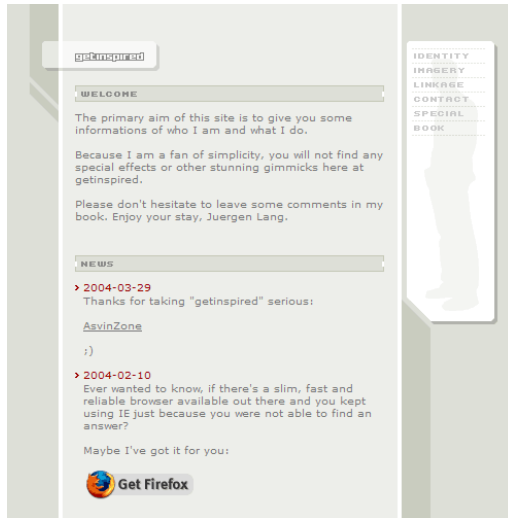 getinspired
IDENTITY
IMAGERY
LINKAGE
CONTACT
SPECIAL
BOOK
WELCOME
The primary aim of this site is to give you some
informations of who I am and what I do.
Because I am a fan of simplicity, you will not find any
special effects or other stunning gimmicks here at
getinspired.
Please don't hesitate to leave some comments in my
book. Enjoy your stay, Juergen Lang.
NEWS
2004-03-29
Thanks for taking "getinspired" serious:
AsvinZone
;)
2004-02-10
Ever wanted to know, if there's a slim, fast and
reliable browser available out there and you kept
using IE just because you were not able to find an
answer?
Maybe I've got it for you:
Get Firefox